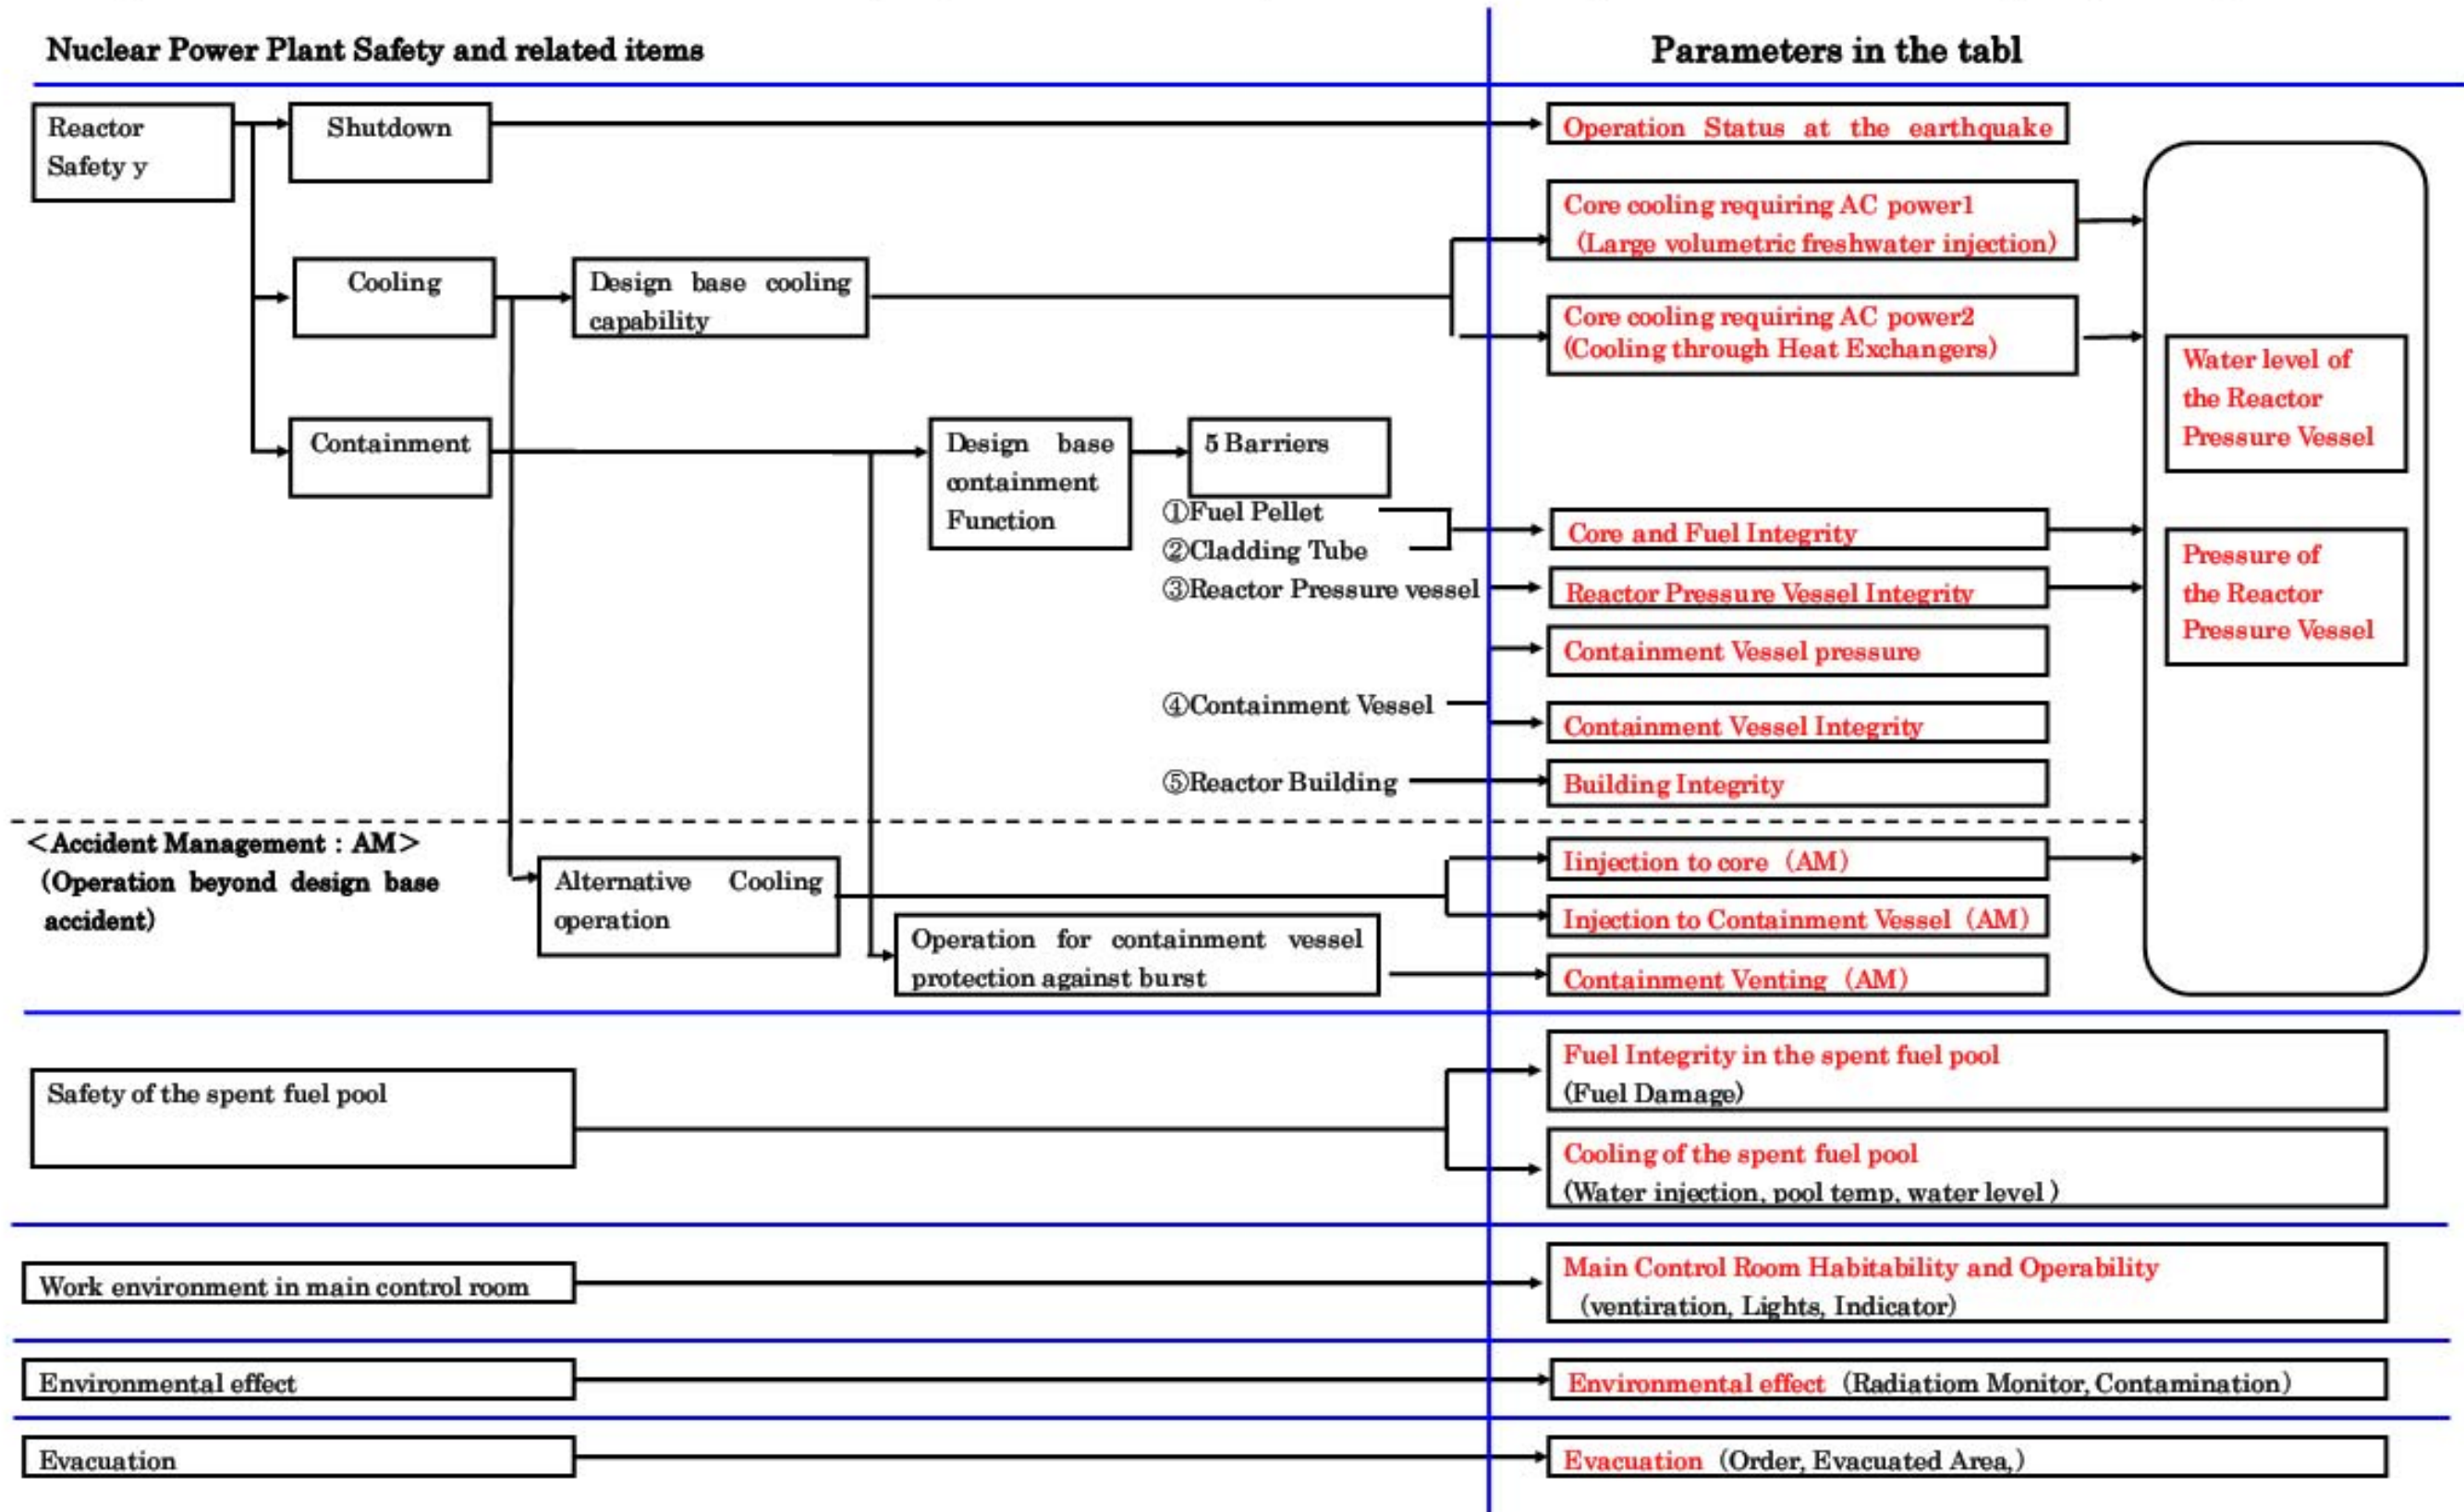 Nuclear Power Plant Safety and related items
Parameters in the tabl
Reactor
Safety y
Shutdown
Operation Status at the earthquake
Cooling
Design base cooling
capability
Core cooling requiring AC power1
(Large volumetric freshwater injection)
Core cooling requiring AC power2
(Cooling through Heat Exchangers)
Water level of
the Reactor
Pressure Vessel
Containment
Design base
containment
Function
5 Barriers
①Fuel Pellet
②Cladding Tube
③Reactor Pressure vessel
④Containment Vessel
⑤Reactor Building
Core and Fuel Integrity
Reactor Pressure Vessel Integrity
Containment Vessel pressure
Containment Vessel Integrity
Building Integrity
Pressure of
the Reactor
Pressure Vessel
<Accident Management : AM>
(Operation beyond design base
accident)
Alternative Cooling
operation
Operation for containment vessel
protection against burst
Iinjection to core (AM)
Injection to Containment Vessel (AM)
Containment Venting (AM)
Safety of the spent fuel pool
Fuel Integrity in the spent fuel pool
(Fuel Damage)
Cooling of the spent fuel pool
(Water injection, pool temp, water level )
Work environment in main control room
Main Control Room Habitability and Operability
(ventiration, Lights, Indicator)
Environmental effect
Environmental effect (Radiatiom Monitor, Contamination)
Evacuation
Evacuation (Order, Evacuated Area,)